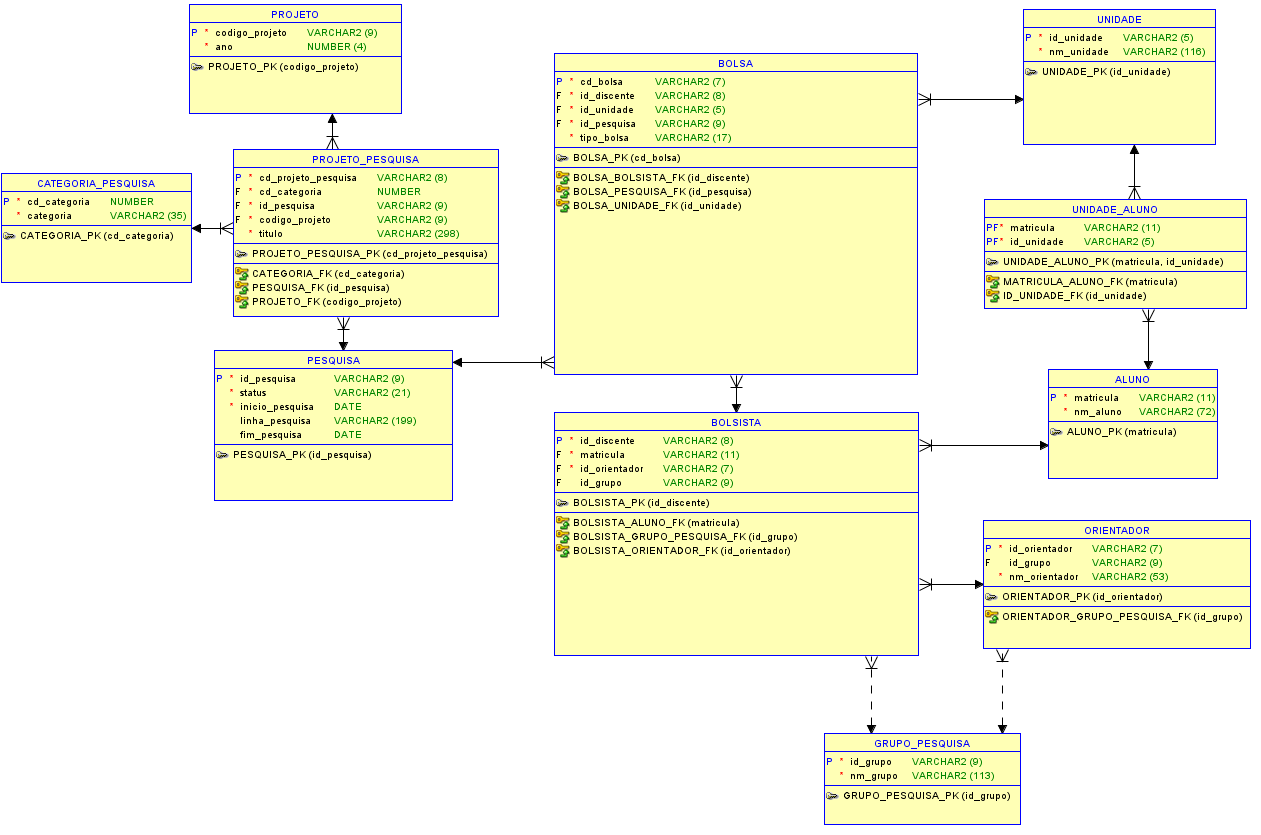 PROJETO
P * codigo_projeto VARCHAR2 (9)
* ano NUMBER (4)
PROJETO_PK (codigo_projeto)
UNIDADE
P * id_unidade VARCHAR2 (5)
* nm_unidade VARCHAR2 (116)
UNIDADE_PK (id_unidade)
BOLSA
P * cd_bolsa VARCHAR2 (7)
F * id_discente VARCHAR2 (8)
F * id_unidade VARCHAR2 (5)
F * id_pesquisa VARCHAR2 (9)
* tipo_bolsa VARCHAR2 (17)
BOLSA_PK (cd_bolsa)
BOLSA_BOLSISTA_FK (id_discente)
BOLSA_PESQUISA_FK (id_pesquisa)
BOLSA_UNIDADE_FK (id_unidade)
PROJETO_PESQUISA
P * cd_projeto_pesquisa VARCHAR2 (8)
F * cd_categoria NUMBER
F * id_pesquisa VARCHAR2 (9)
F * codigo_projeto VARCHAR2 (9)
* titulo VARCHAR2 (298)
PROJETO_PESQUISA_PK (cd_projeto_pesquisa)
CATEGORIA_FK (cd_categoria)
PESQUISA_FK (id_pesquisa)
PROJETO_FK (codigo_projeto)
CATEGORIA_PESQUISA
P * cd_categoria NUMBER
* categoria VARCHAR2 (35)
CATEGORIA_PK (cd_categoria)
UNIDADE_ALUNO
PF* matricula VARCHAR2 (11)
PF* id_unidade VARCHAR2 (5)
UNIDADE_ALUNO_PK (matricula, id_unidade)
MATRICULA_ALUNO_FK (matricula)
ID_UNIDADE_FK (id_unidade)
PESQUISA
P * id_pesquisa VARCHAR2 (9)
* status VARCHAR2 (21)
* inicio_pesquisa DATE
linha_pesquisa VARCHAR2 (199)
fim_pesquisa DATE
PESQUISA_PK (id_pesquisa)
ALUNO
P * matricula VARCHAR2 (11)
* nm_aluno VARCHAR2 (72)
ALUNO_PK (matricula)
BOLSISTA
P * id_discente VARCHAR2 (8)
F * matricula VARCHAR2 (11)
F * id_orientador VARCHAR2 (7)
F id_grupo VARCHAR2 (9)
BOLSISTA_PK (id_discente)
BOLSISTA_ALUNO_FK (matricula)
BOLSISTA_GRUPO_PESQUISA_FK (id_grupo)
BOLSISTA_ORIENTADOR_FK (id_orientador)
ORIENTADOR
P * id_orientador VARCHAR2 (7)
F id_grupo VARCHAR2 (9)
* nm_orientador VARCHAR2 (53)
ORIENTADOR_PK (id_orientador)
ORIENTADOR_GRUPO_PESQUISA_FK (id_grupo)
GRUPO_PESQUISA
P * id_grupo VARCHAR2 (9)
* nm_grupo VARCHAR2 (113)
GRUPO_PESQUISA_PK (id_grupo)